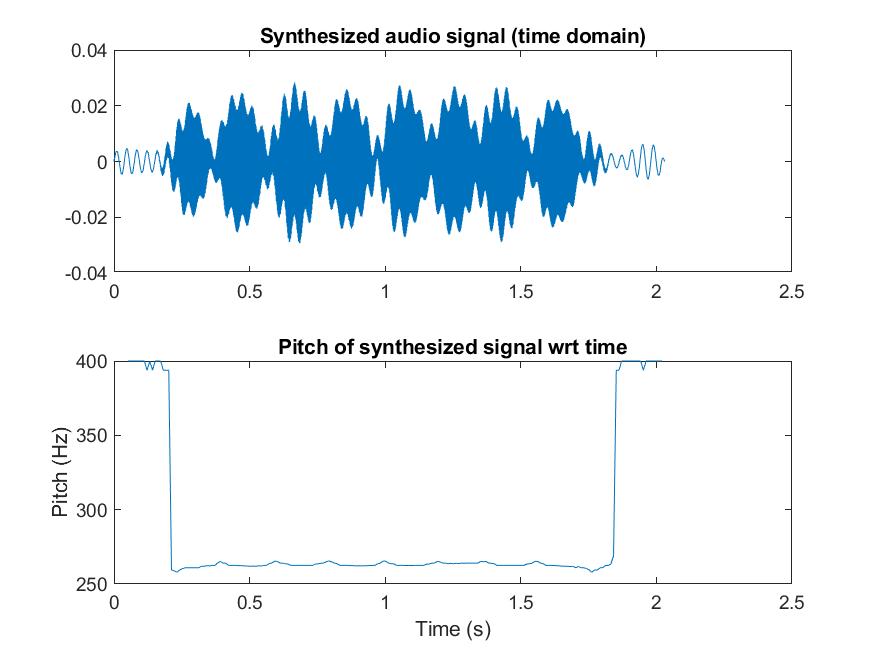 Synthesized audio signal (time domain)
0.04
0.02
0
-0.02
-0.04
0 0.5 1 1.5 2 2.5
Pitch of synthesized signal wrt time
400
350
300
250
Pitch (Hz)
0 0.5 1 1.5 2 2.5
Time (s)